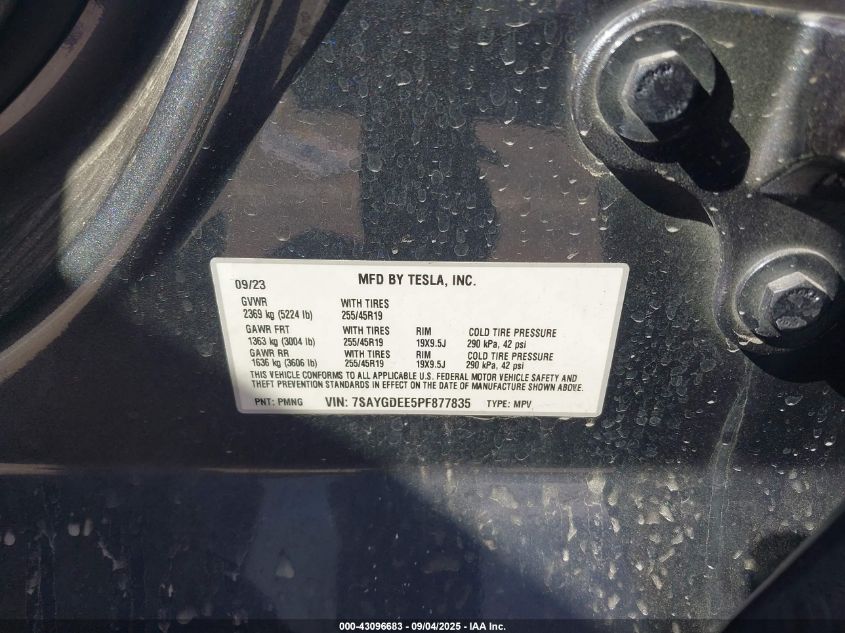 09/23 MFD BY TESLA, INC.
GVWR WITH TIRES
2369 kg (5224 lb) 255/45R19
GAWR FRT WITH TIRES RIM COLD TIRE PRESSURE
1363 kg (3004 lb) 255/45R19 19X9.5J 290 kPa, 42 psi
GAWR RR WITH TIRES RIM COLD TIRE PRESSURE
1636 kg (3606 lb) 255/45R19 19X9.5J 290 kPa, 42 psi
THIS VEHICLE CONFORMS TO ALL APPLICABLE U.S. FEDERAL MOTOR VEHICLE SAFETY AND
THEFT PREVENTION STANDARDS IN EFFECT ON THE DATE OF MANUFACTURE SHOWN ABOVE.
PNT: PMNG VIN: 7SAYGDEE5PF877835 TYPE: MPV
000-43096683 - 09/04/2025 - IAA Inc.